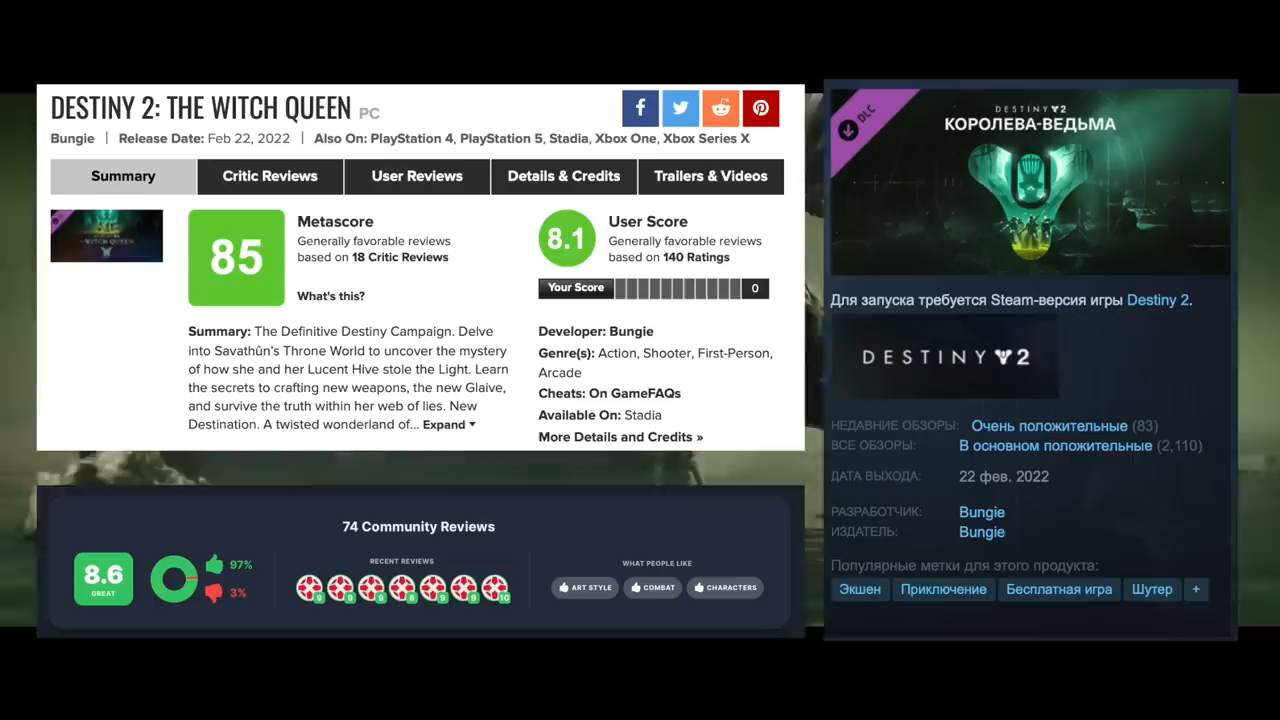 DESTINY 2: THE WITCH QUEEN PC
Bungie | Release Date: Feb 22, 2022 | Also On: PlayStation 4, PlayStation 5, Stadia, Xbox One, Xbox Series X
Summary
Critic Reviews
User Reviews
Details & Credits
Trailers & Videos
WITCH QUEEN
85
Metascore
Generally favorable reviews
based on 18 Critic Reviews
What's this?
Summary: The Definitive Destiny Campaign. Delve
into Savathûn's Throne World to uncover the mystery
of how she and her Lucent Hive stole the Light. Learn
the secrets to crafting new weapons, the new Glaive,
and survive the truth within her web of lies. New
Destination. A twisted wonderland of... Expand
8.1
User Score
Generally favorable reviews
based on 140 Ratings
Your Score
0
Developer: Bungie
Genre(s): Action, Shooter, First-Person,
Arcade
Cheats: On GameFAQs
Available On: Stadia
More Details and Credits »
74 Community Reviews
8.6
GREAT
97%
3%
RECENT REVIEWS
9
9
9
8
9
9
10
WHAT PEOPLE LIKE
ART STYLE
COMBAT
CHARACTERS
DLC
DESTINY 2
КОРОЛЕВА-ВЕДЬМА
Для запуска требуется Steam-версия игры Destiny 2.
DESTINY 2
НЕДАВНИЕ ОБЗОРЫ: Очень положительные (83)
ВСЕ ОБЗОРЫ: В основном положительные (2,110)
ДАТА ВЫХОДА: 22 фев. 2022
РАЗРАБОТЧИК: Bungie
ИЗДАТЕЛЬ: Bungie
Популярные метки для этого продукта:
Экшен Приключение Бесплатная игра Шутер +